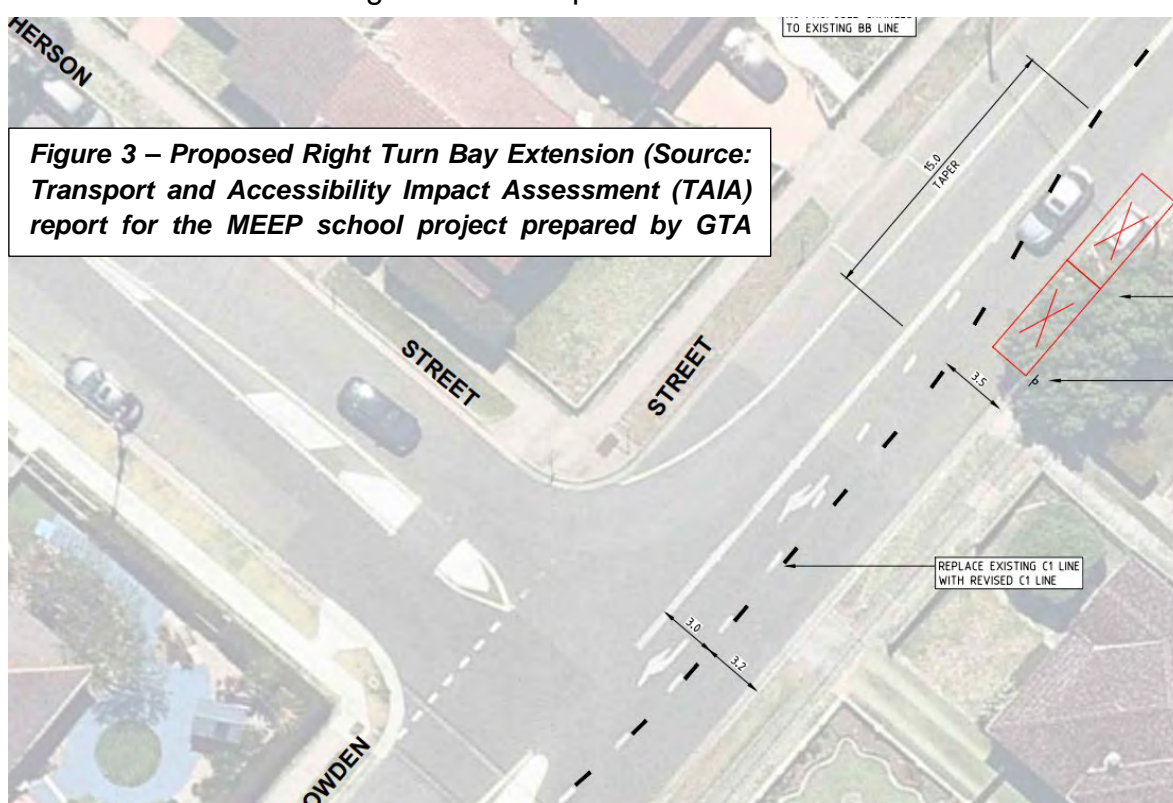 TO EXISTING BB LINE
HERSON
Figure 3 – Proposed Right Turn Bay Extension (Source:
Transport and Accessibility Impact Assessment (TAIA)
report for the MEEP school project prepared by GTA
15.0
TAPER
STREET
STREET
3.5
REPLACE EXISTING C1 LINE
WITH REVISED C1 LINE
3.0
3.2
OWDEN